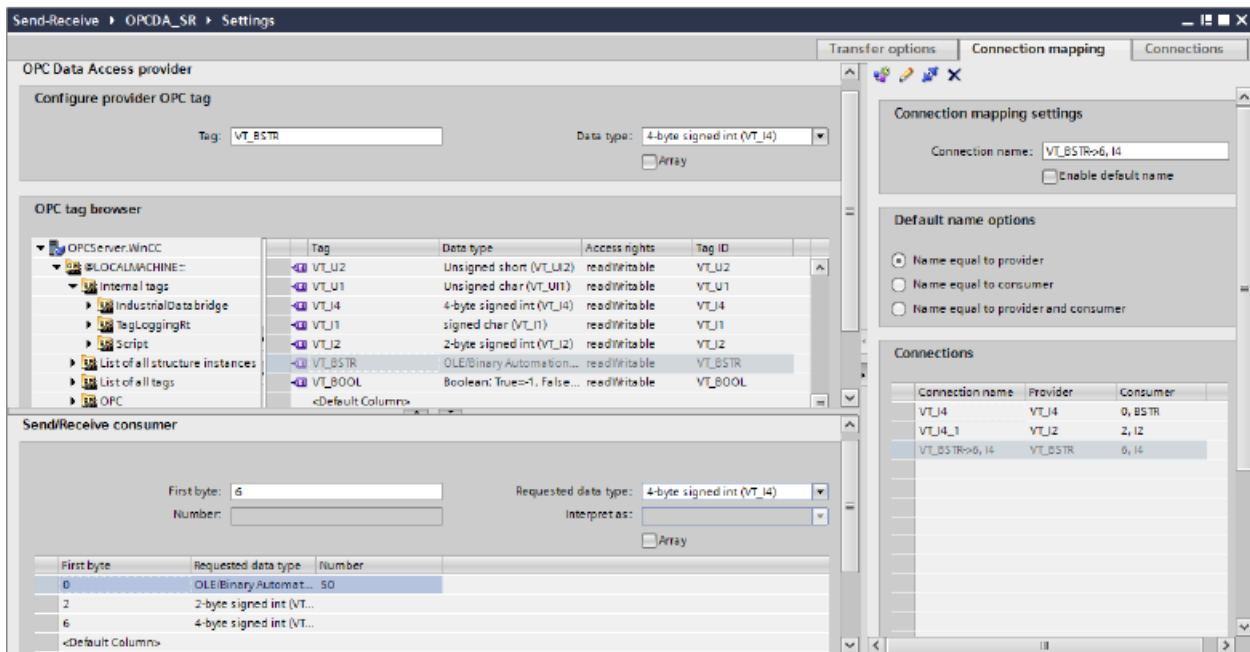 Send-Receive ▸ OPCDA_SR ▸ Settings
Transfer options Connection mapping Connections
OPC Data Access provider
Configure provider OPC tag
Tag: VT_BSTR Data type: 4-byte signed int (VT_I4)
Array
OPC tag browser
OPCServer.WinCC
@LOCALMACHINE::
Internal tags
IndustrialDatabridge
TagLoggingRt
Script
List of all structure instances
List of all tags
OPC
Tag Data type Access rights Tag ID
VT_U2 Unsigned short (VT_UI2) readWritable VT_U2
VT_U1 Unsigned char (VT_UI1) readWritable VT_U1
VT_I4 4-byte signed int (VT_I4) readWritable VT_I4
VT_I1 signed char (VT_I1) readWritable VT_I1
VT_I2 2-byte signed int (VT_I2) readWritable VT_I2
VT_BSTR OLE/Binary Automation... readWritable VT_BSTR
VT_BOOL Boolean: True=-1, False... readWritable VT_BOOL
<Default Column>
Send/Receive consumer
First byte: 6 Requested data type: 4-byte signed int (VT_I4)
Number: Interpret as:
Array
First byte Requested data type Number
0 OLE/Binary Automat... 50
2 2-byte signed int (VT...
6 4-byte signed int (VT...
<Default Column>
Connection mapping settings
Connection name: VT_BSTR->6, I4
Enable default name
Default name options
Name equal to provider
Name equal to consumer
Name equal to provider and consumer
Connections
Connection name Provider Consumer
VT_I4 VT_I4 0, BSTR
VT_I4_1 VT_I2 2, I2
VT_BSTR->6, I4 VT_BSTR 6, I4